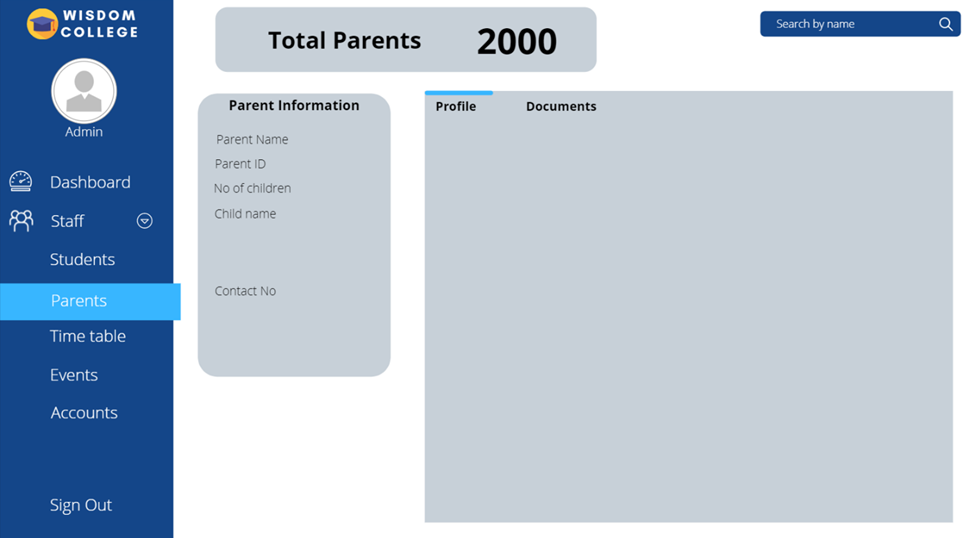 WISDOM
COLLEGE
Admin
Dashboard
Staff
Students
Parents
Time table
Events
Accounts
Sign Out
Total Parents 2000
Search by name
Parent Information
Parent Name
Parent ID
No of children
Child name
Contact No
Profile Documents